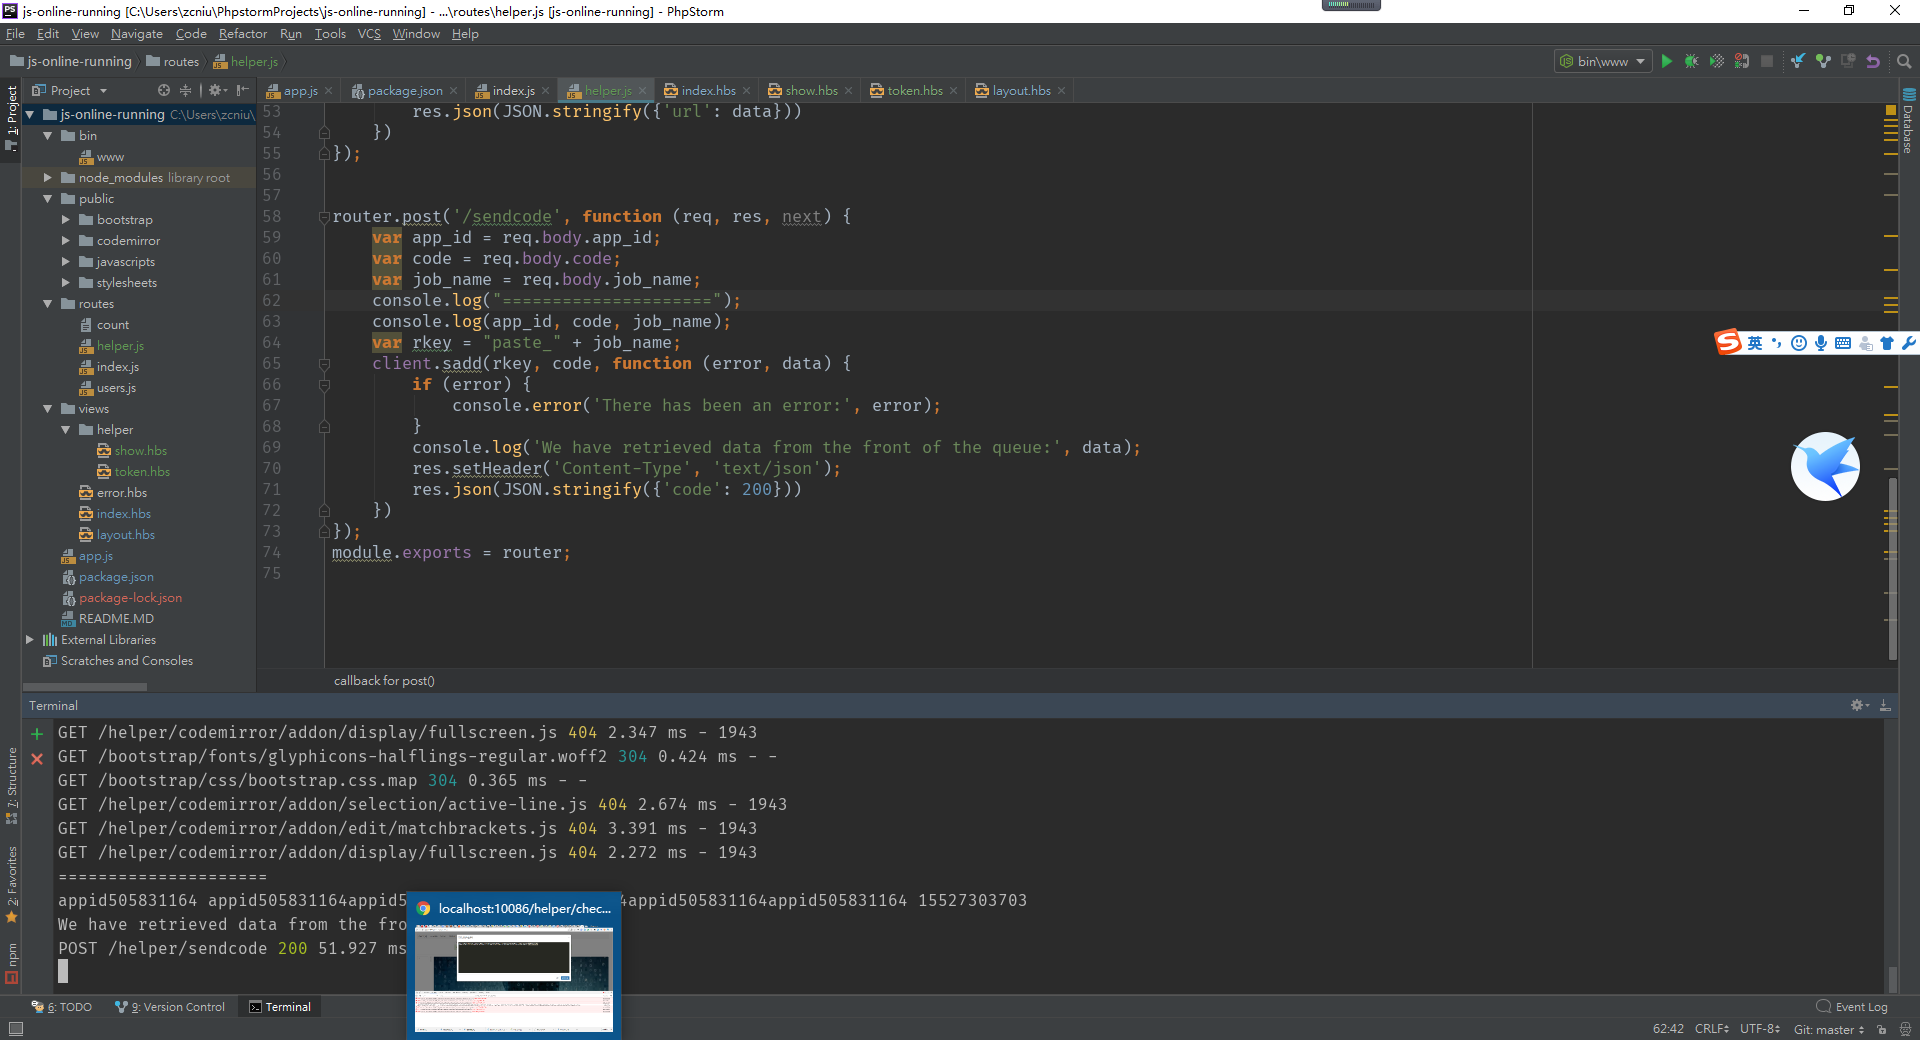 js-online-running [C:\Users\zcniu\PhpstormProjects\js-online-running] - ...\routes\helper.js [js-online-running] - PhpStorm
File Edit View Navigate Code Refactor Run Tools VCS Window Help
js-online-running routes helper.js
bin\www
1: Project
Project
app.js package.json index.js helper.js index.hbs show.hbs token.hbs layout.hbs
Database
js-online-running C:\Users\zcniu\
bin
www
node_modules library root
public
bootstrap
codemirror
javascripts
stylesheets
routes
count
helper.js
index.js
users.js
views
helper
show.hbs
token.hbs
error.hbs
index.hbs
layout.hbs
app.js
package.json
package-lock.json
README.MD
External Libraries
Scratches and Consoles
53 res.json(JSON.stringify({'url': data}))
54 })
55 });
56
57
58 router.post('/sendcode', function (req, res, next) {
59 var app_id = req.body.app_id;
60 var code = req.body.code;
61 var job_name = req.body.job_name;
62 console.log("=====================");
63 console.log(app_id, code, job_name);
64 var rkey = "paste_" + job_name;
65 client.sadd(rkey, code, function (error, data) {
66 if (error) {
67 console.error('There has been an error:', error);
68 }
69 console.log('We have retrieved data from the front of the queue:', data);
70 res.setHeader('Content-Type', 'text/json');
71 res.json(JSON.stringify({'code': 200}))
72 })
73 });
74 module.exports = router;
75
callback for post()
英
Terminal
GET /helper/codemirror/addon/display/fullscreen.js 404 2.347 ms - 1943
GET /bootstrap/fonts/glyphicons-halflings-regular.woff2 304 0.424 ms - -
GET /bootstrap/css/bootstrap.css.map 304 0.365 ms - -
GET /helper/codemirror/addon/selection/active-line.js 404 2.674 ms - 1943
GET /helper/codemirror/addon/edit/matchbrackets.js 404 3.391 ms - 1943
GET /helper/codemirror/addon/display/fullscreen.js 404 2.272 ms - 1943
=====================
appid505831164 appid505831164appid5 4appid505831164appid505831164 15527303703
We have retrieved data from the fro
POST /helper/sendcode 200 51.927 ms
localhost:10086/helper/chec...
7: Structure
2: Favorites
npm
6: TODO 9: Version Control Terminal Event Log
62:42 CRLF UTF-8 Git: master